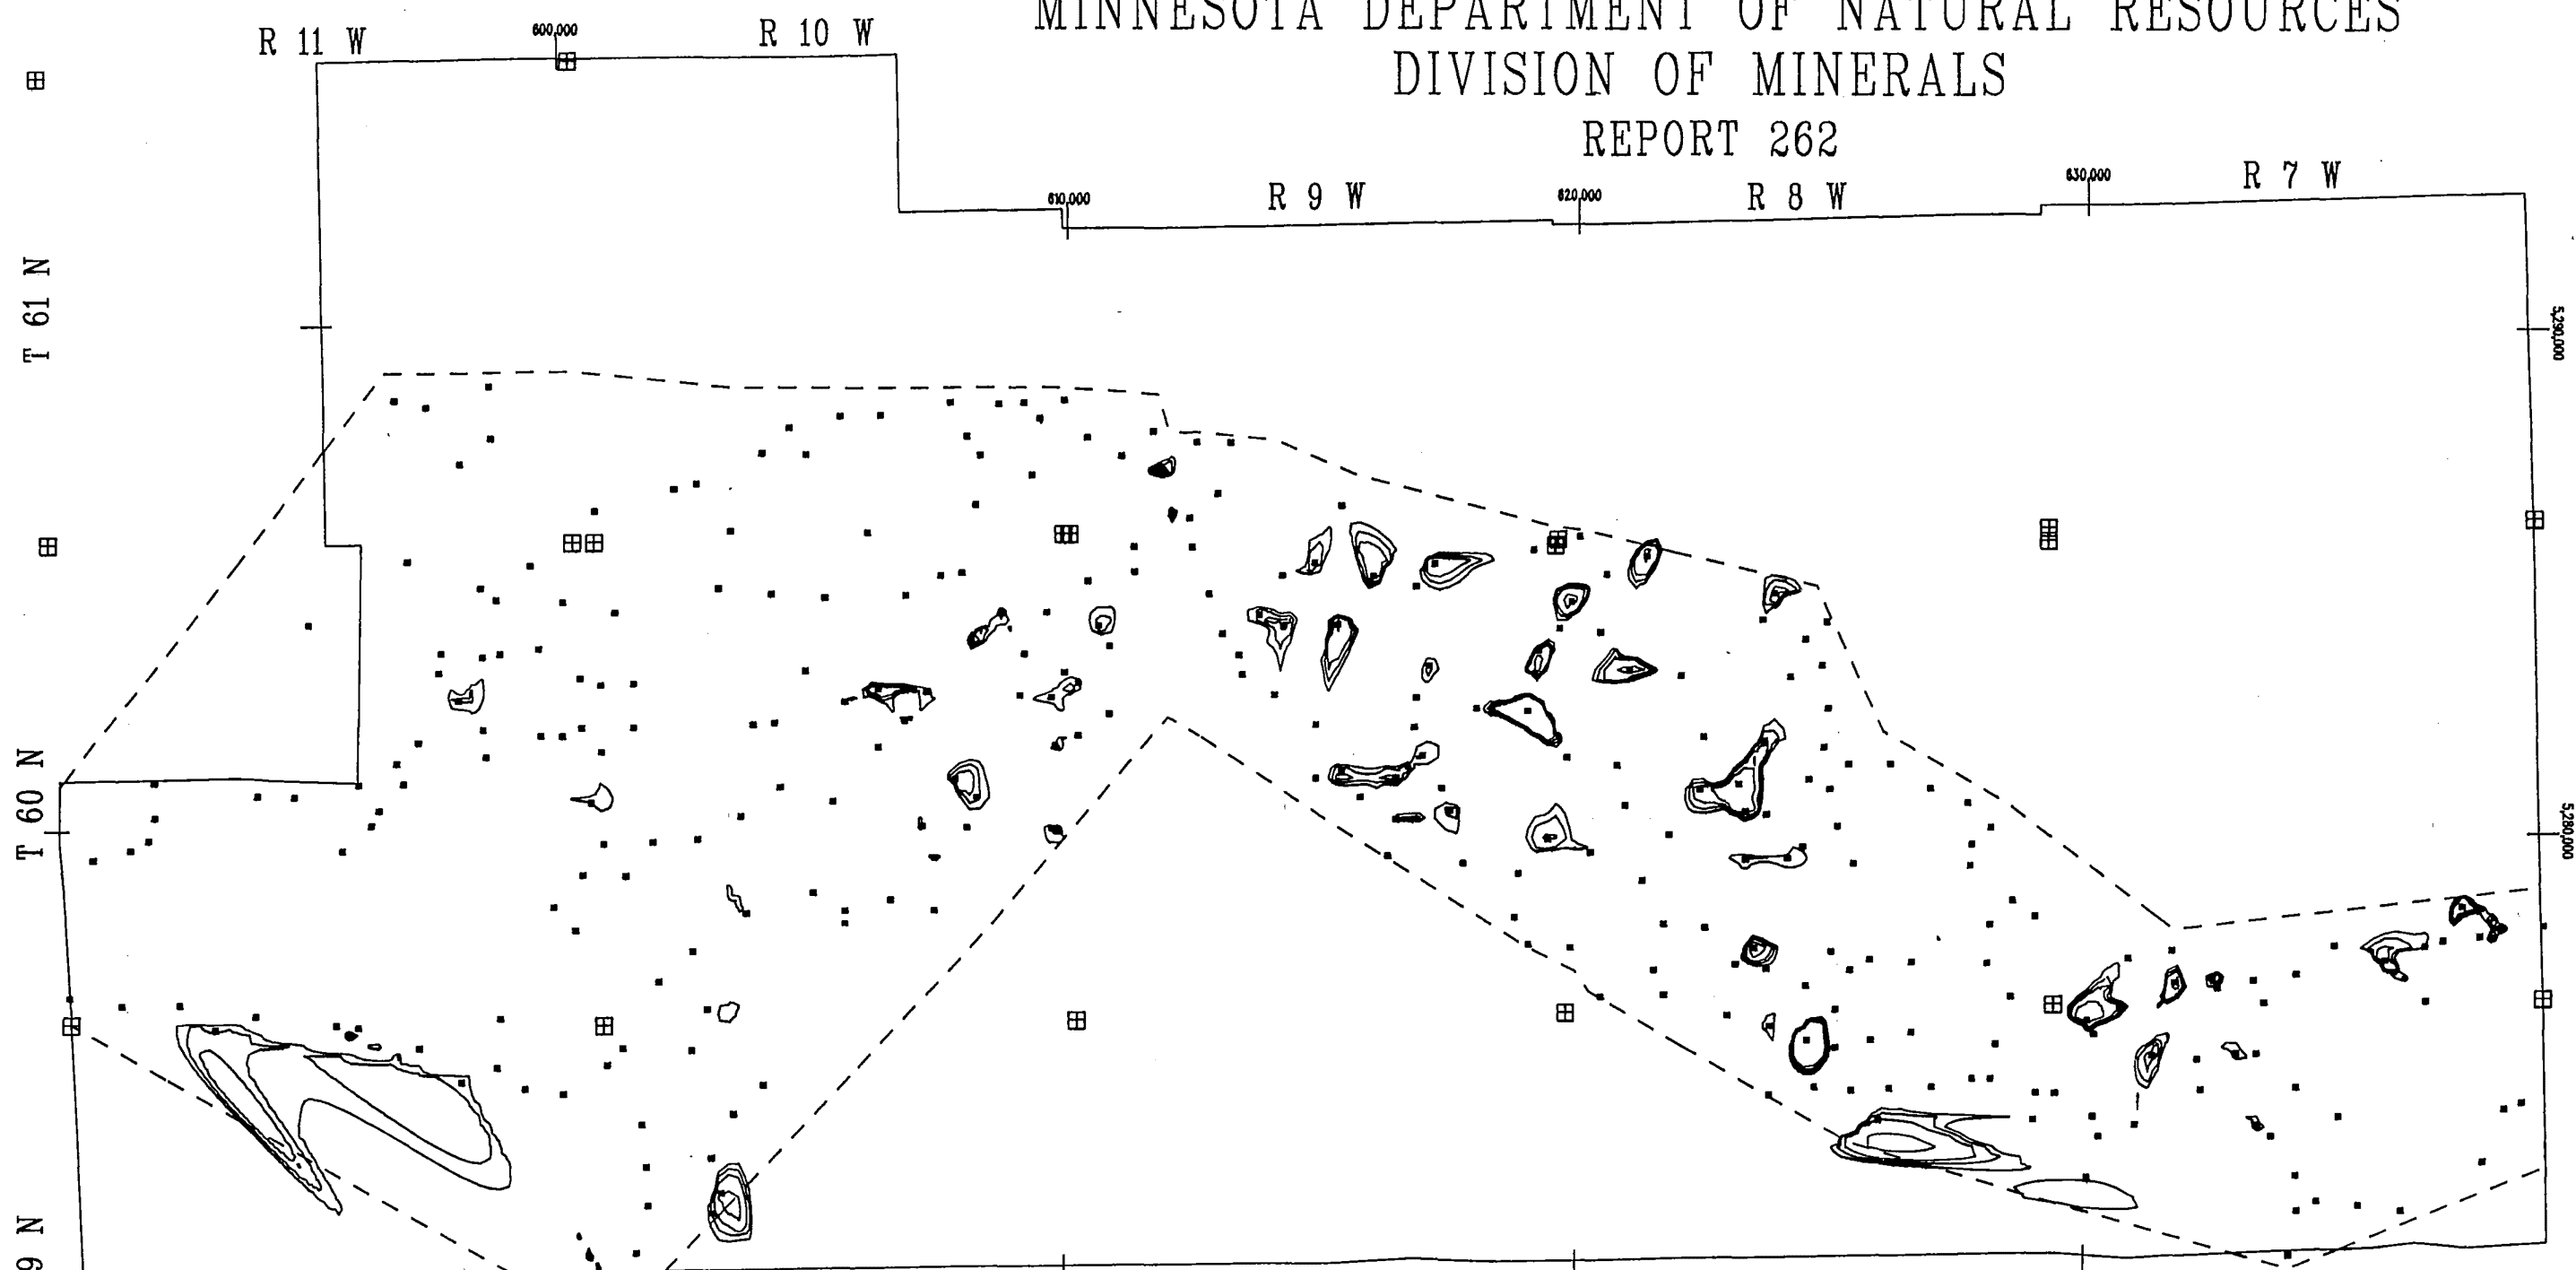 MINNESOTA DEPARTMENT OF NATURAL RESOURCES
DIVISION OF MINERALS
REPORT 262
R 11 W
600,000
R 10 W
610,000
R 9 W
620,000
R 8 W
630,000
R 7 W
T 61 N
5,290,000
T 60 N
5,280,000
9 N